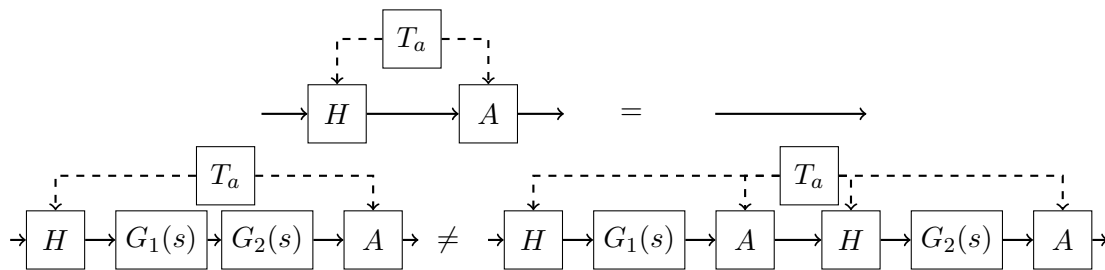 T_a
H A =
T_a T_a
H G_1(s) G_2(s) A ≠ H G_1(s) A H G_2(s) A